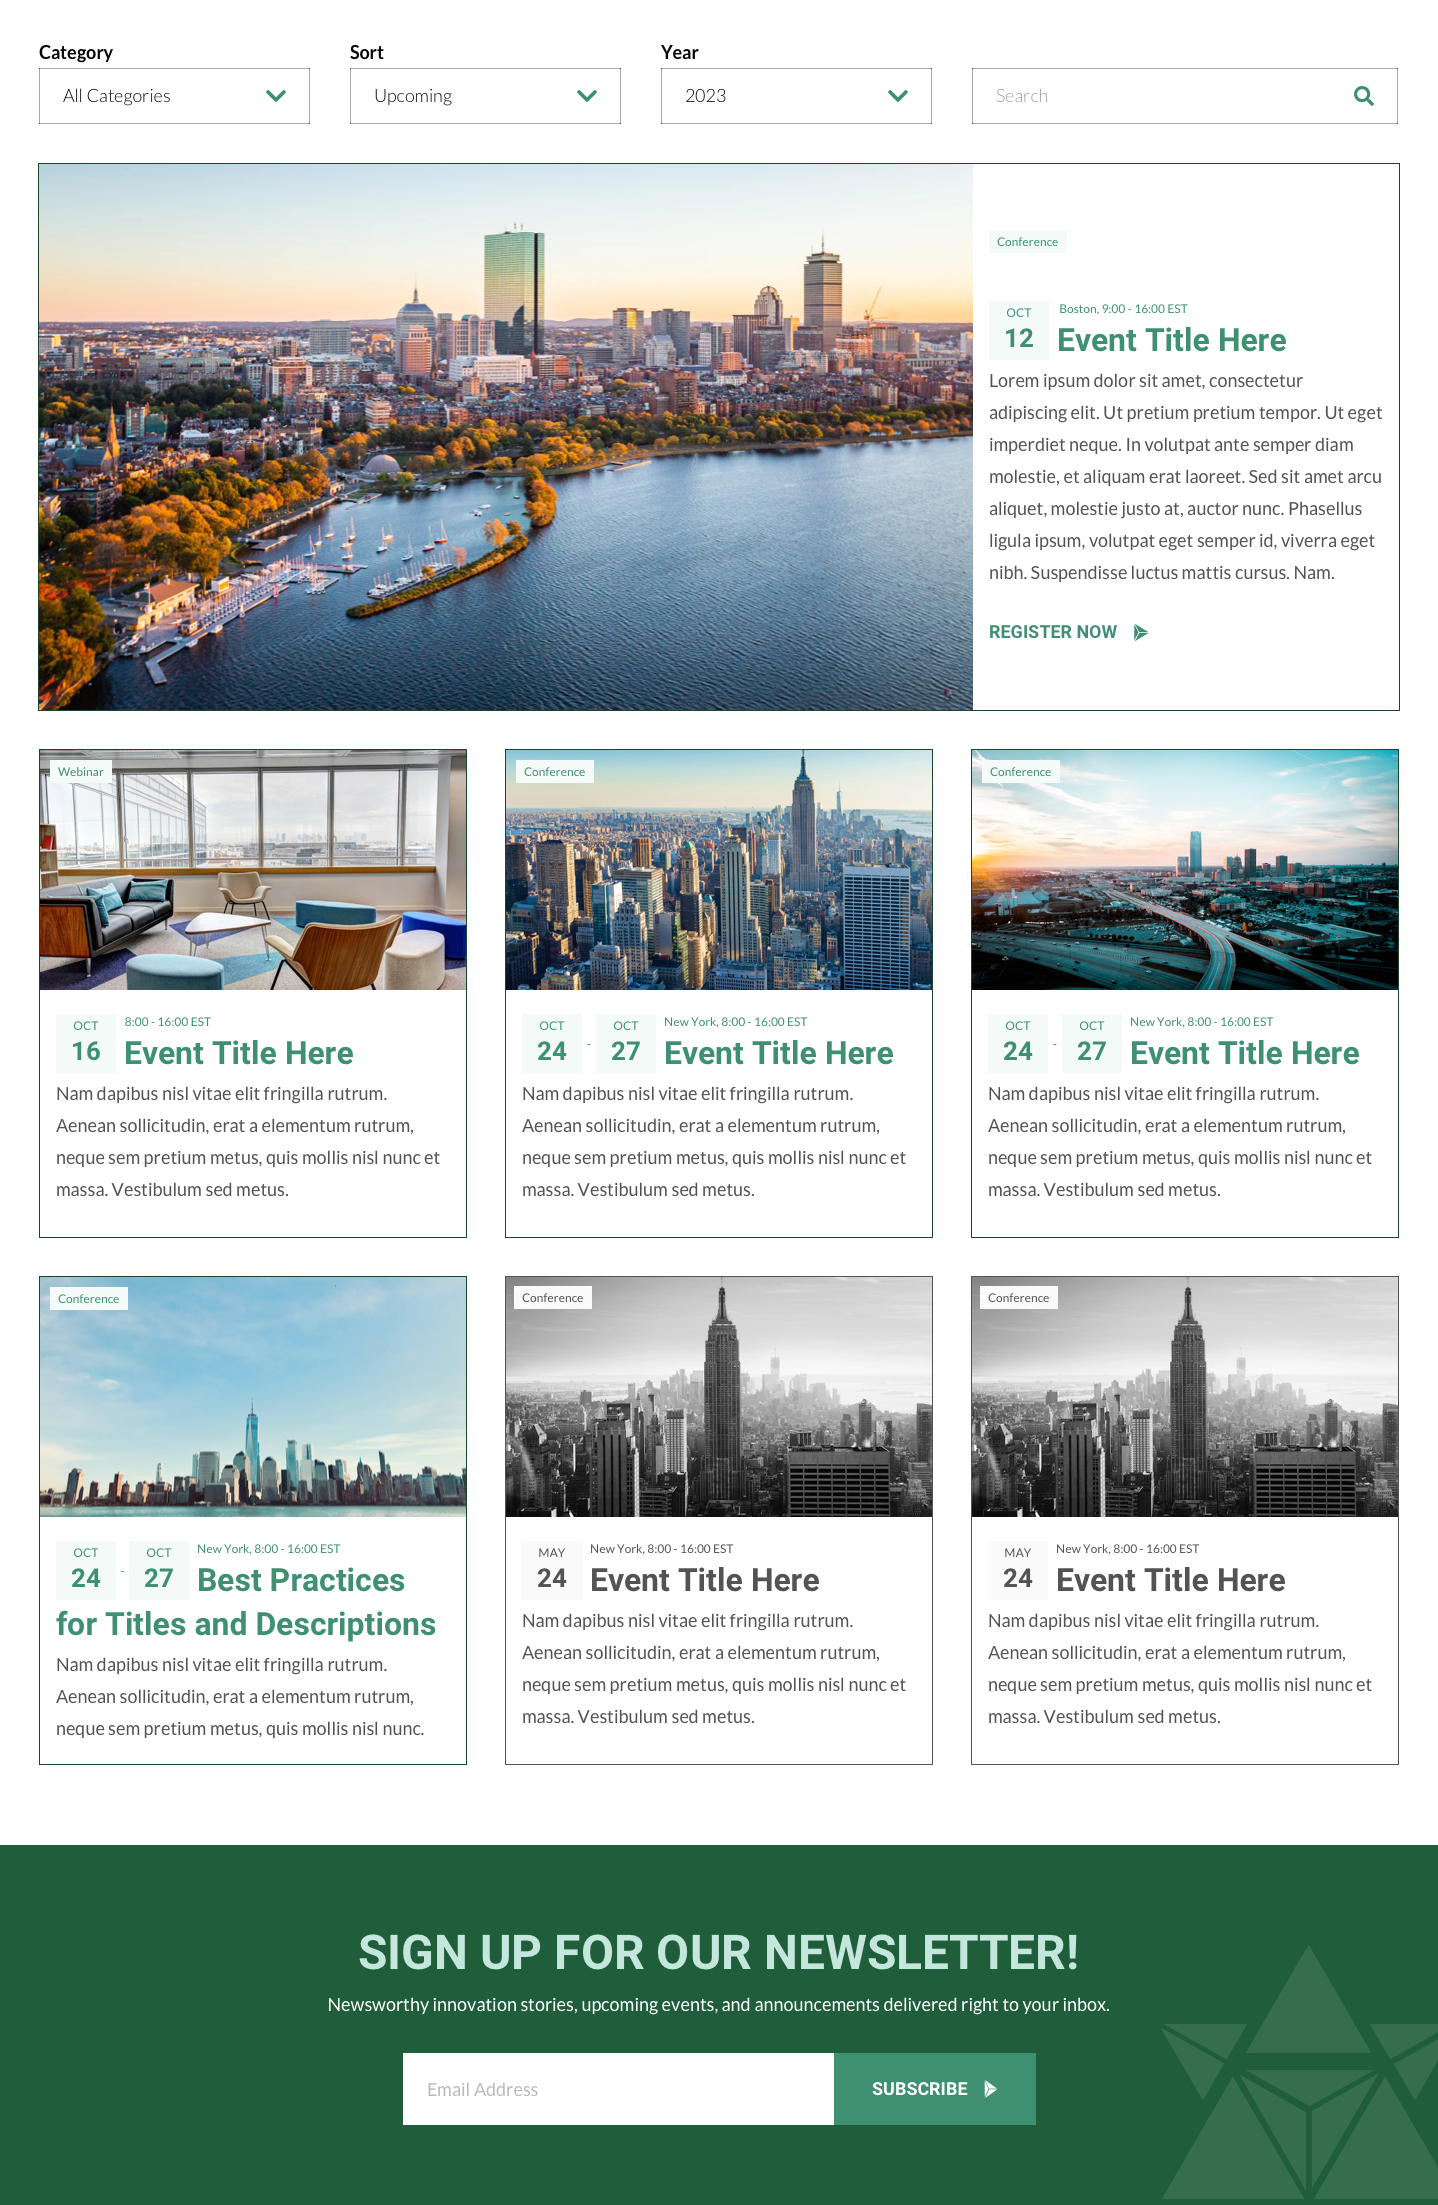 Category
Sort
Year
All Categories
Upcoming
2023
Search
Conference
OCT
12
Boston, 9:00 - 16:00 EST
Event Title Here
Lorem ipsum dolor sit amet, consectetur
adipiscing elit. Ut pretium pretium tempor. Ut eget
imperdiet neque. In volutpat ante semper diam
molestie, et aliquam erat laoreet. Sed sit amet arcu
aliquet, molestie justo at, auctor nunc. Phasellus
ligula ipsum, volutpat eget semper id, viverra eget
nibh. Suspendisse luctus mattis cursus. Nam.
REGISTER NOW
Webinar
OCT
16
8:00 - 16:00 EST
Event Title Here
Nam dapibus nisl vitae elit fringilla rutrum.
Aenean sollicitudin, erat a elementum rutrum,
neque sem pretium metus, quis mollis nisl nunc et
massa. Vestibulum sed metus.
Conference
OCT
24
-
OCT
27
New York, 8:00 - 16:00 EST
Event Title Here
Nam dapibus nisl vitae elit fringilla rutrum.
Aenean sollicitudin, erat a elementum rutrum,
neque sem pretium metus, quis mollis nisl nunc et
massa. Vestibulum sed metus.
Conference
OCT
24
-
OCT
27
New York, 8:00 - 16:00 EST
Event Title Here
Nam dapibus nisl vitae elit fringilla rutrum.
Aenean sollicitudin, erat a elementum rutrum,
neque sem pretium metus, quis mollis nisl nunc et
massa. Vestibulum sed metus.
Conference
OCT
24
-
OCT
27
New York, 8:00 - 16:00 EST
Best Practices
for Titles and Descriptions
Nam dapibus nisl vitae elit fringilla rutrum.
Aenean sollicitudin, erat a elementum rutrum,
neque sem pretium metus, quis mollis nisl nunc.
Conference
MAY
24
New York, 8:00 - 16:00 EST
Event Title Here
Nam dapibus nisl vitae elit fringilla rutrum.
Aenean sollicitudin, erat a elementum rutrum,
neque sem pretium metus, quis mollis nisl nunc et
massa. Vestibulum sed metus.
Conference
MAY
24
New York, 8:00 - 16:00 EST
Event Title Here
Nam dapibus nisl vitae elit fringilla rutrum.
Aenean sollicitudin, erat a elementum rutrum,
neque sem pretium metus, quis mollis nisl nunc et
massa. Vestibulum sed metus.
SIGN UP FOR OUR NEWSLETTER!
Newsworthy innovation stories, upcoming events, and announcements delivered right to your inbox.
Email Address
SUBSCRIBE